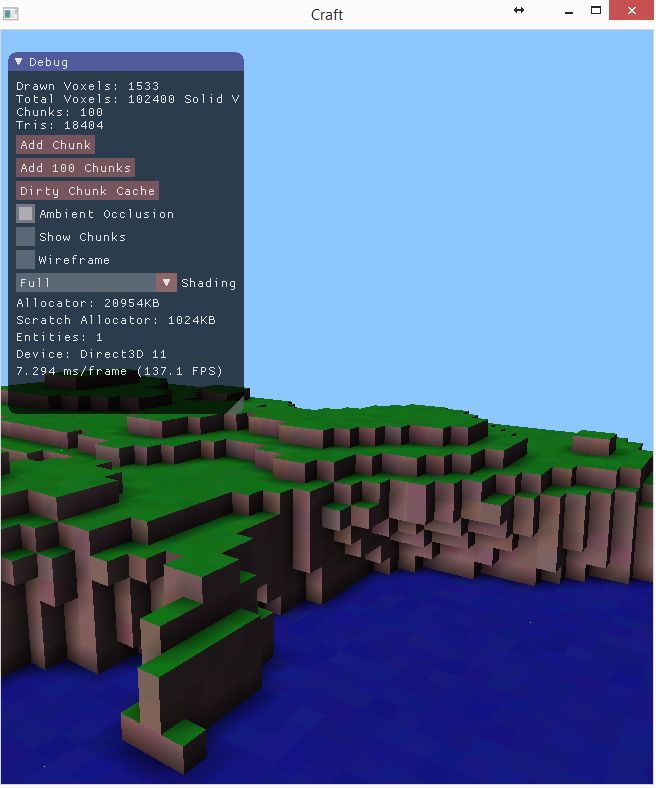 Craft
Debug
Drawn Voxels: 1533
Total Voxels: 102400 Solid V
Chunks: 100
Tris: 18404
Add Chunk
Add 100 Chunks
Dirty Chunk Cache
Ambient Occlusion
Show Chunks
Wireframe
Full Shading
Allocator: 20954KB
Scratch Allocator: 1024KB
Entities: 1
Device: Direct3D 11
7.294 ms/frame (137.1 FPS)